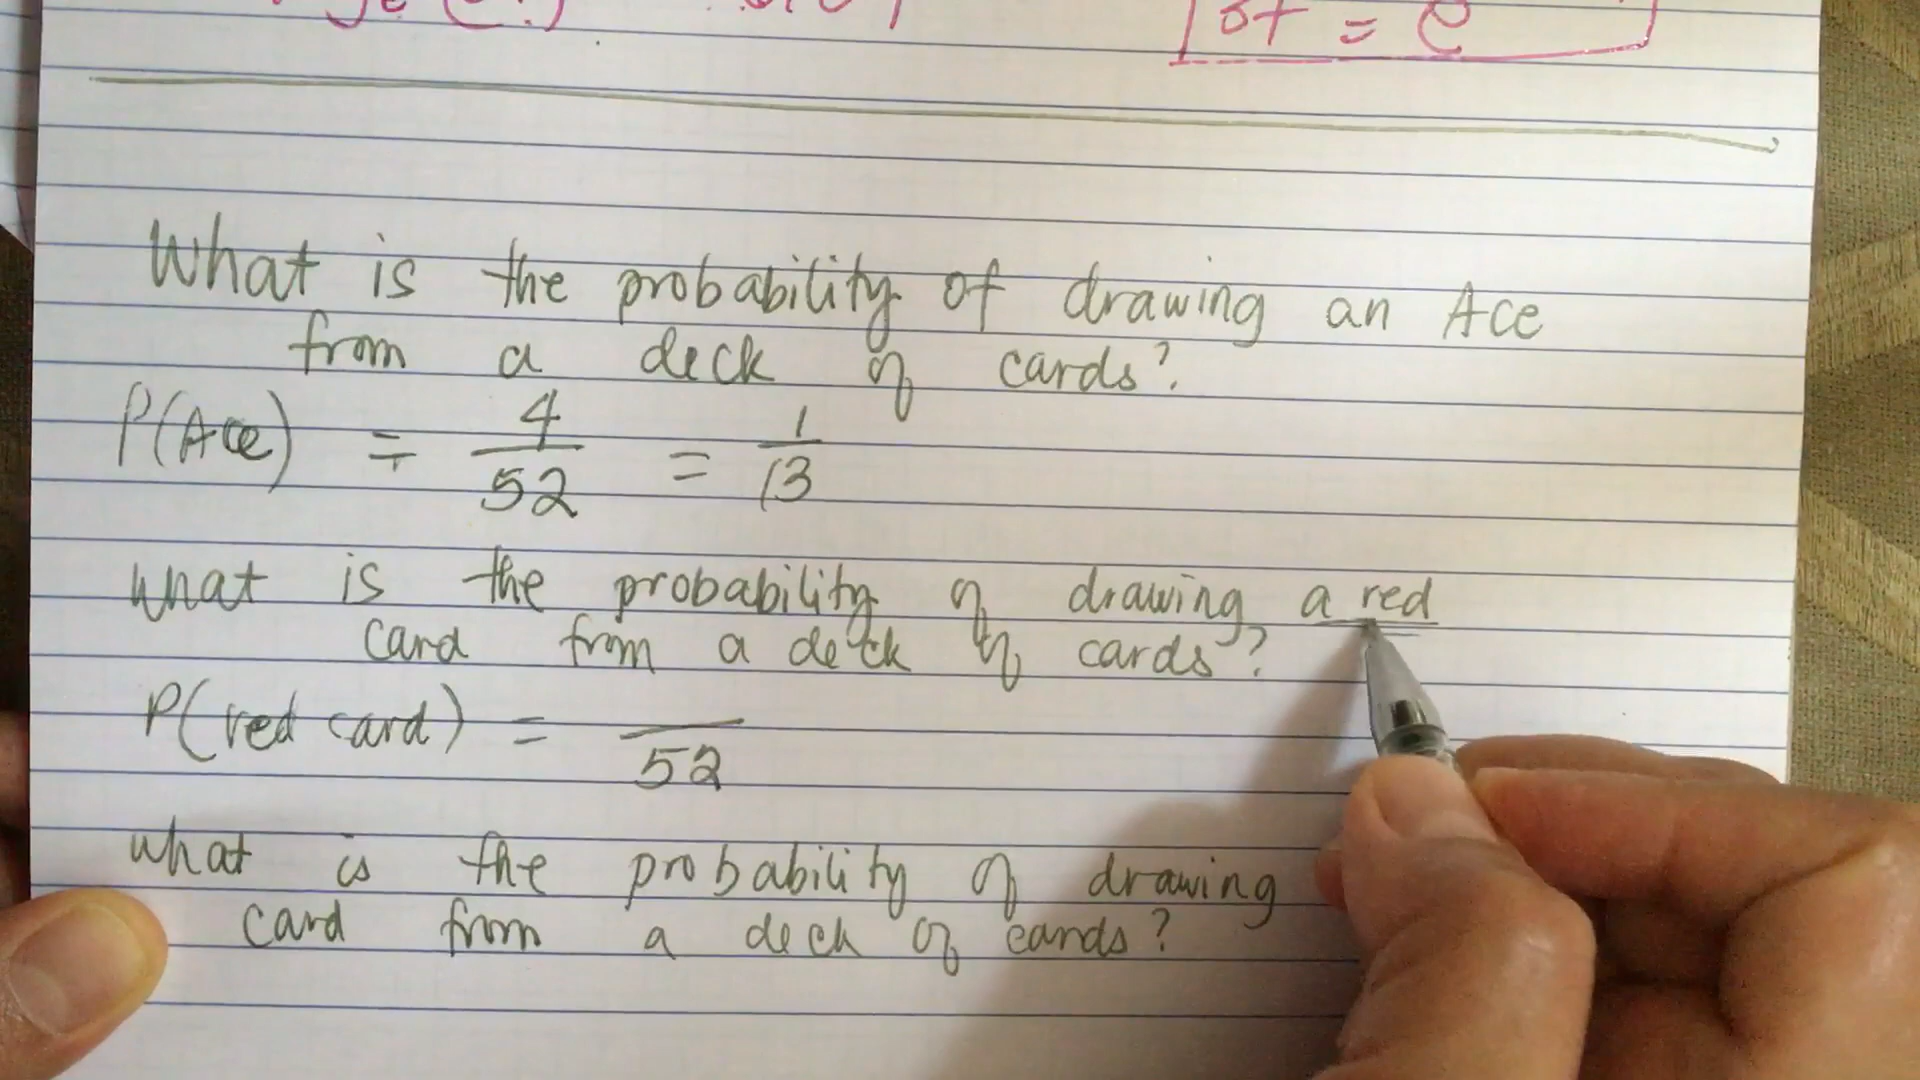 What is the probability of drawing an Ace
from a deck of cards?
P(Ace) = 4/52 = 1/13
What is the probability of drawing a red
card from a deck of cards?
P(red card) = /52
What is the probability of drawing
card from a deck of cards?